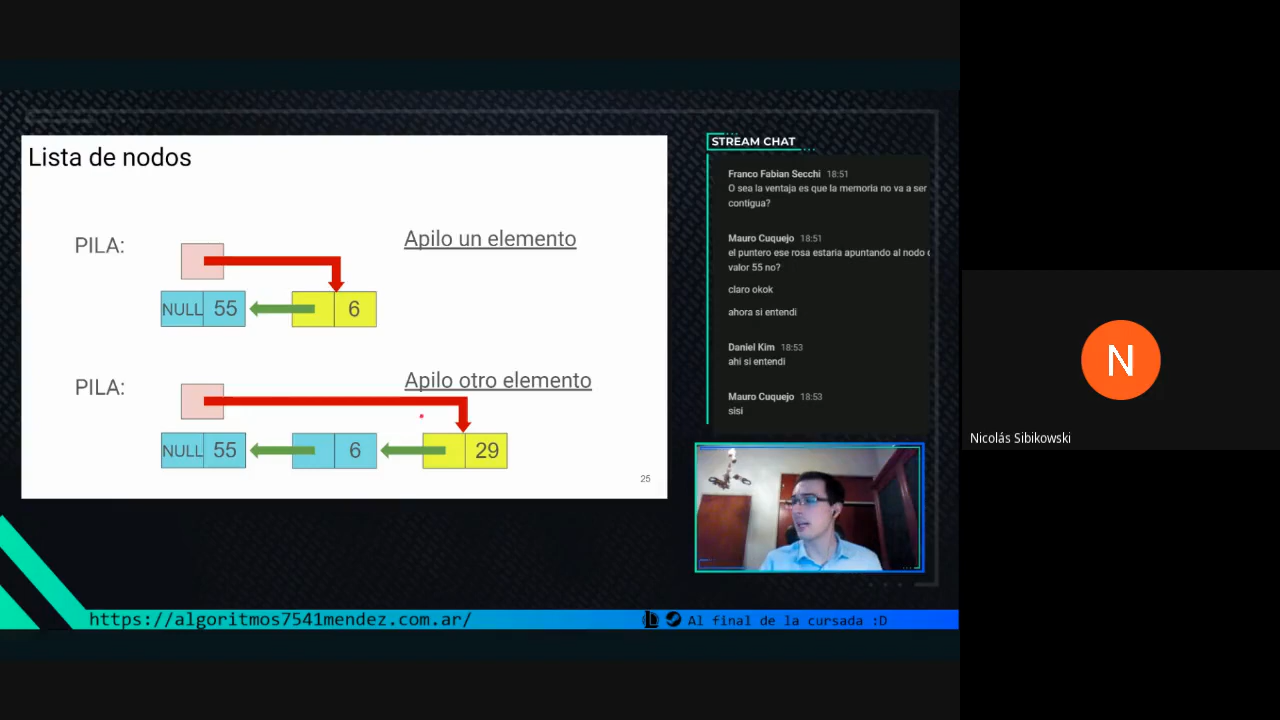 Lista de nodos
PILA:
Apilo un elemento
NULL 55
6
PILA:
Apilo otro elemento
NULL 55
6
29
25
STREAM CHAT
Franco Fabian Secchi 18:51
O sea la ventaja es que la memoria no va a ser
contigua?
Mauro Cuquejo 18:51
el puntero ese rosa estaria apuntando al nodo
valor 55 no?
claro okok
ahora si entendi
Daniel Kim 18:53
ahi si entendi
Mauro Cuquejo 18:53
sisi
https://algoritmos7541mendez.com.ar/
Al final de la cursada :D
N
Nicolás Sibikowski